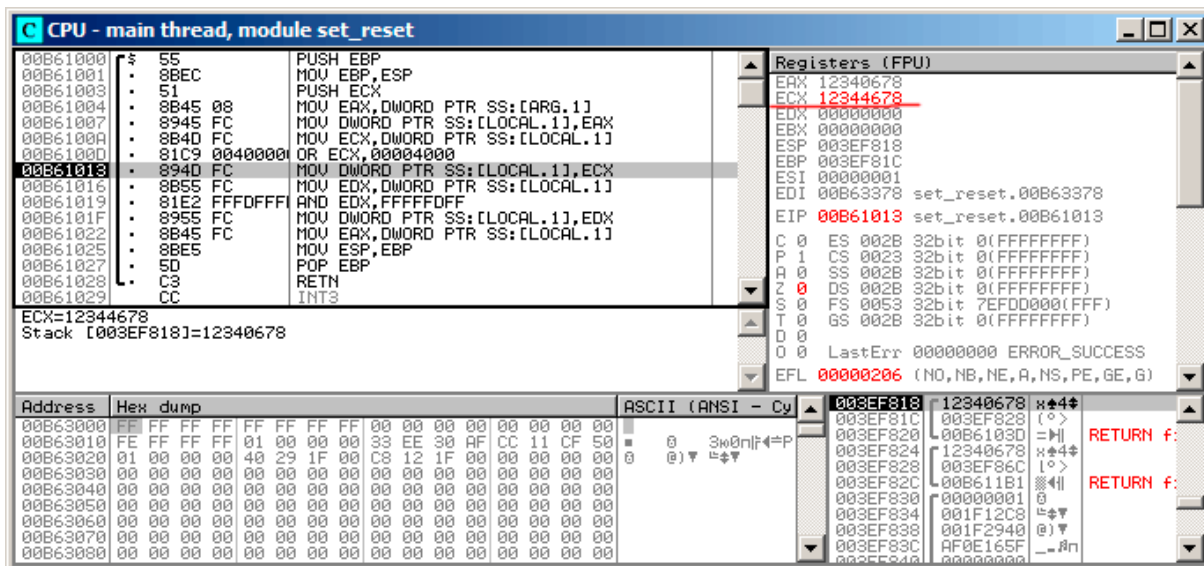 C CPU - main thread, module set_reset
00B61000 55 PUSH EBP
00B61001 8BEC MOV EBP,ESP
00B61003 51 PUSH ECX
00B61004 8B45 08 MOV EAX,DWORD PTR SS:[ARG.1]
00B61007 8945 FC MOV DWORD PTR SS:[LOCAL.1],EAX
00B6100A 8B4D FC MOV ECX,DWORD PTR SS:[LOCAL.1]
00B6100D 81C9 00400000 OR ECX,00004000
00B61013 894D FC MOV DWORD PTR SS:[LOCAL.1],ECX
00B61016 8B55 FC MOV EDX,DWORD PTR SS:[LOCAL.1]
00B61019 81E2 FFFDFFFF AND EDX,FFFFFDFF
00B6101F 8955 FC MOV DWORD PTR SS:[LOCAL.1],EDX
00B61022 8B45 FC MOV EAX,DWORD PTR SS:[LOCAL.1]
00B61025 8BE5 MOV ESP,EBP
00B61027 5D POP EBP
00B61028 C3 RETN
00B61029 CC INT3
ECX=12344678
Stack [003EF818]=12340678
Registers (FPU)
EAX 12340678
ECX 12344678
EDX 00000000
EBX 00000000
ESP 003EF818
EBP 003EF81C
ESI 00000001
EDI 00B63378 set_reset.00B63378
EIP 00B61013 set_reset.00B61013
C 0 ES 002B 32bit 0(FFFFFFFF)
P 1 CS 0023 32bit 0(FFFFFFFF)
A 0 SS 002B 32bit 0(FFFFFFFF)
Z 0 DS 002B 32bit 0(FFFFFFFF)
S 0 FS 0053 32bit 7EFDD000(FFF)
T 0 GS 002B 32bit 0(FFFFFFFF)
D 0
O 0 LastErr 00000000 ERROR_SUCCESS
EFL 00000206 (NO,NB,NE,A,NS,PE,GE,G)
Address Hex dump ASCII (ANSI - Cy
00B63000 FF FF FF FF FF FF FF FF 00 00 00 00 00 00 00 00
00B63010 FE FF FF FF 01 00 00 00 33 EE 30 AF CC 11 CF 50
00B63020 01 00 00 00 40 29 1F 00 C8 12 1F 00 00 00 00 00
00B63030 00 00 00 00 00 00 00 00 00 00 00 00 00 00 00 00
00B63040 00 00 00 00 00 00 00 00 00 00 00 00 00 00 00 00
00B63050 00 00 00 00 00 00 00 00 00 00 00 00 00 00 00 00
00B63060 00 00 00 00 00 00 00 00 00 00 00 00 00 00 00 00
00B63070 00 00 00 00 00 00 00 00 00 00 00 00 00 00 00 00
00B63080 00 00 00 00 00 00 00 00 00 00 00 00 00 00 00 00
003EF818 12340678 x♠4‡
003EF81C 003EF828
003EF820 00B6103D RETURN f
003EF824 12340678 x♠4‡
003EF828 003EF86C
003EF82C 00B611B1 RETURN f
003EF830 00000001
003EF834 001F12C8
003EF838 001F2940 @)▼
003EF83C AF0E165F